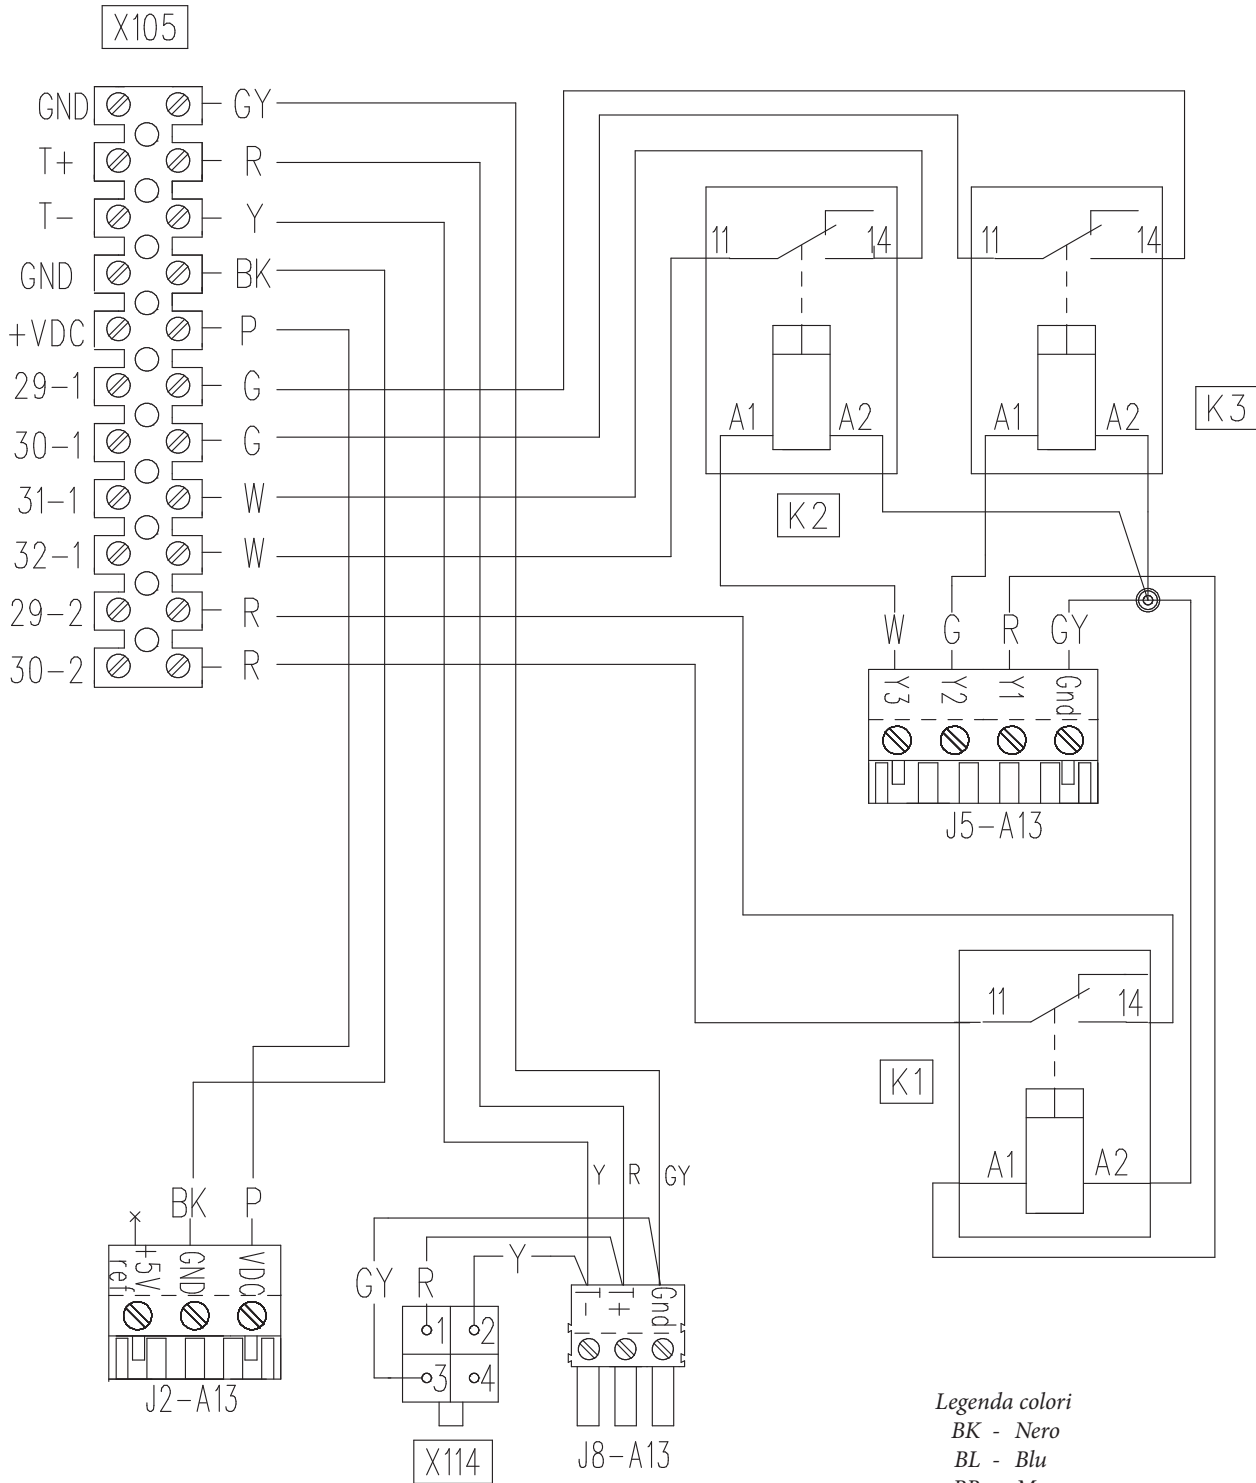 X105
GND GY
T+ R
T- Y
GND BK
+VDC P
29-1 G
30-1 G
31-1 W
32-1 W
29-2 R
30-2 R
11 14
11 14
A1 A2
A1 A2
K3
K2
W G R GY
Y3 Y2 Y1 Gnd
J5-A13
11 14
K1
A1 A2
Y R GY
BK P
+5V ref GND VDC
J2-A13
GY R Y
1 2
3 4
X114
T- T+ Gnd
J8-A13
Legenda colori
BK - Nero
BL - Blu